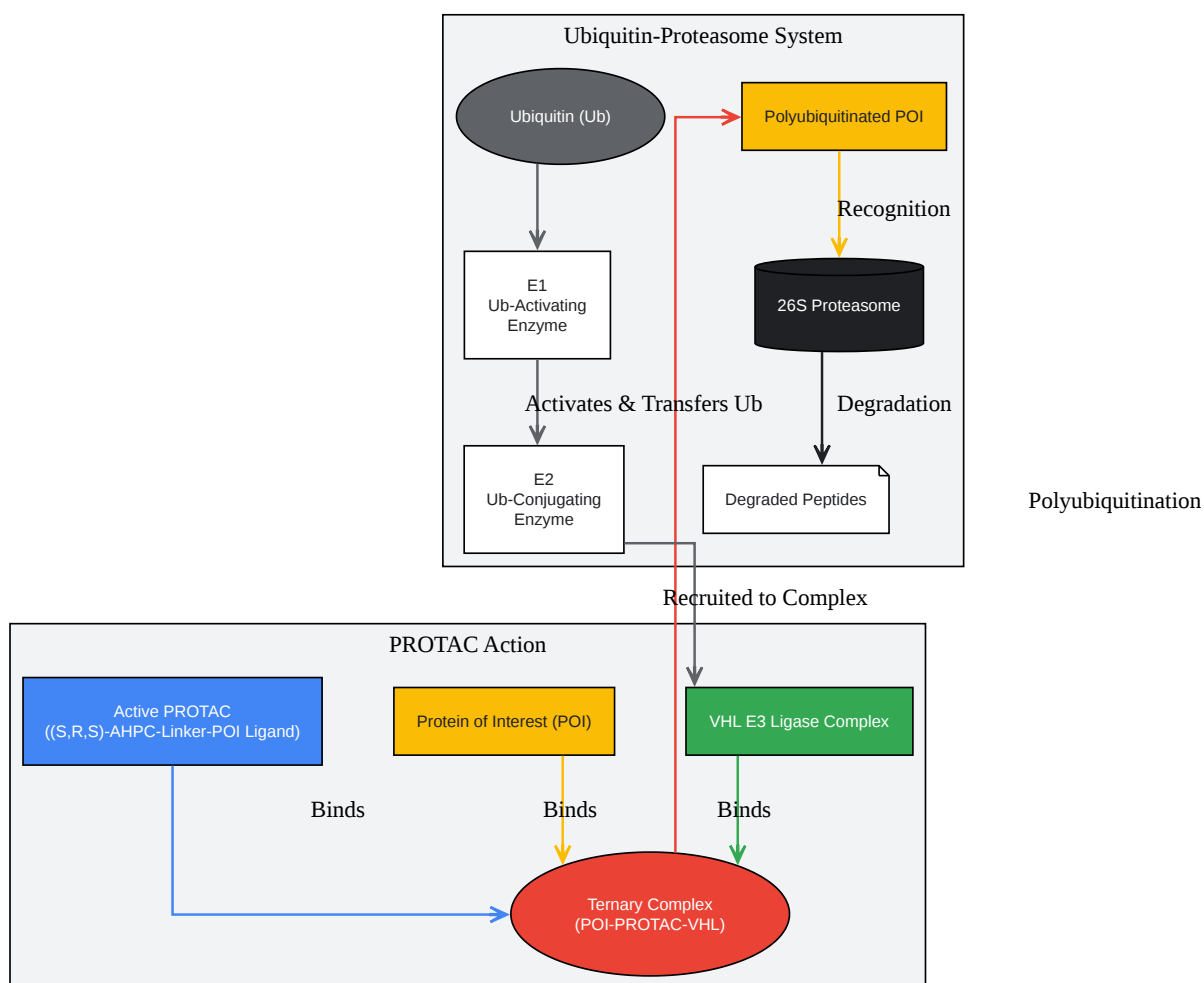 Ubiquitin-Proteasome System
Ubiquitin (Ub)
Polyubiquitinated POI
Recognition
E1
Ub-Activating
Enzyme
26S Proteasome
Activates & Transfers Ub
Degradation
E2
Ub-Conjugating
Enzyme
Degraded Peptides
Polyubiquitination
Recruited to Complex
PROTAC Action
Active PROTAC
((S,R,S)-AHPC-Linker-POI Ligand)
Protein of Interest (POI)
VHL E3 Ligase Complex
Binds
Binds
Binds
Ternary Complex
(POI-PROTAC-VHL)